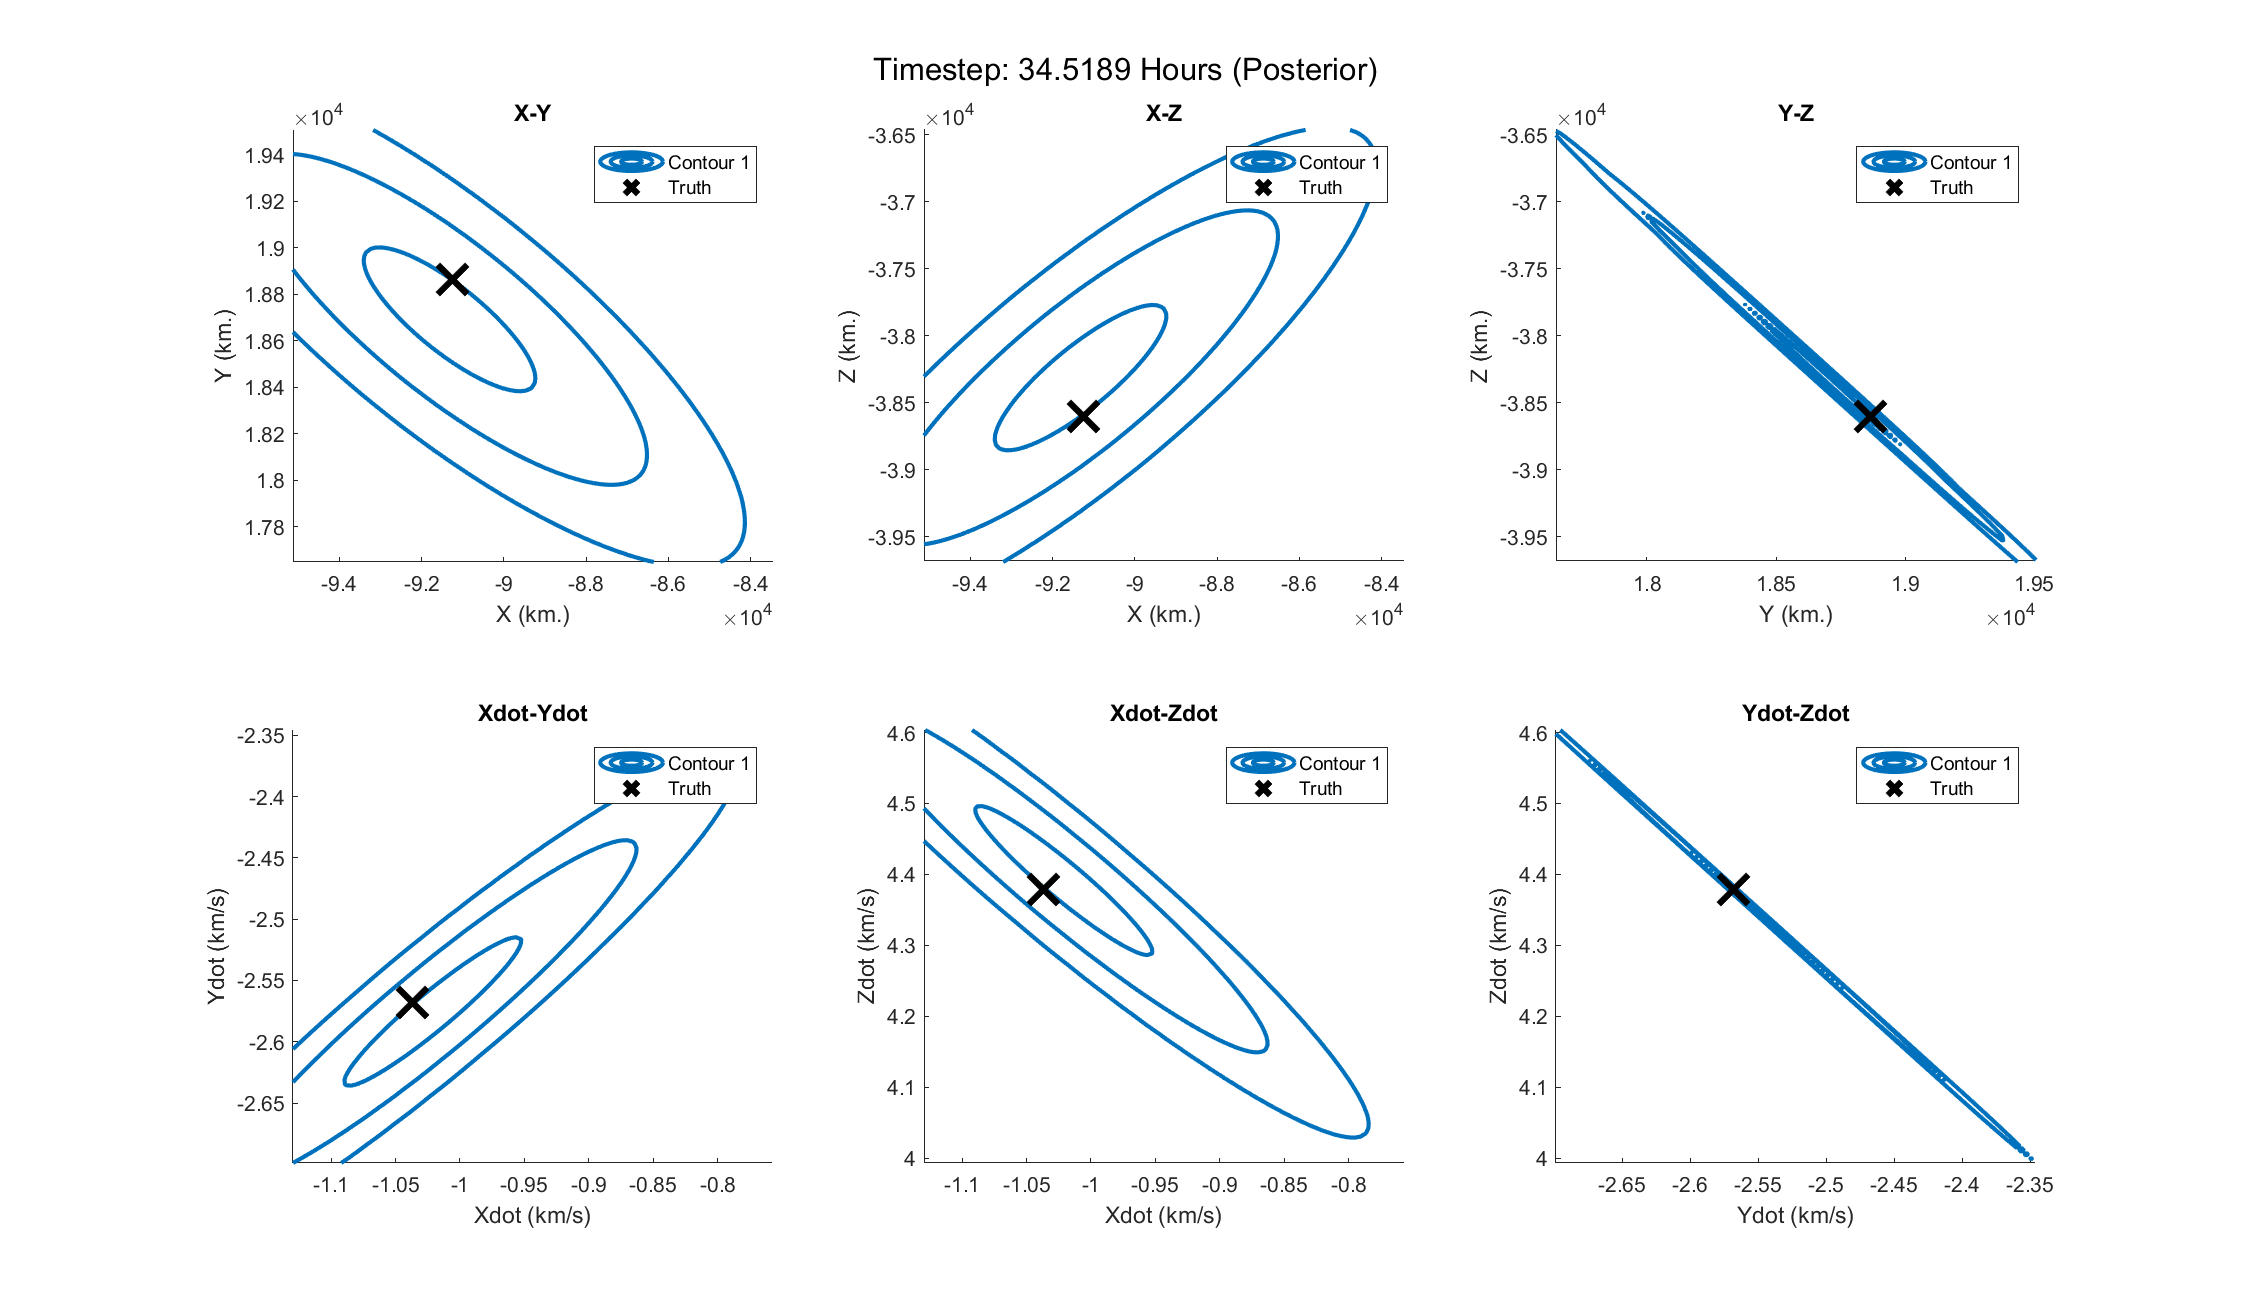 Timestep: 34.5189 Hours (Posterior)
X-Y
×10^4
1.94
1.92
1.9
1.88
1.86
1.84
1.82
1.8
1.78
Y (km.)
-9.4 -9.2 -9 -8.8 -8.6 -8.4
X (km.)
×10^4
Contour 1
Truth
X-Z
×10^4
-3.65
-3.7
-3.75
-3.8
-3.85
-3.9
-3.95
Z (km.)
-9.4 -9.2 -9 -8.8 -8.6 -8.4
X (km.)
×10^4
Contour 1
Truth
Y-Z
×10^4
-3.65
-3.7
-3.75
-3.8
-3.85
-3.9
-3.95
Z (km.)
1.8 1.85 1.9 1.95
Y (km.)
×10^4
Contour 1
Truth
Xdot-Ydot
-2.35
-2.4
-2.45
-2.5
-2.55
-2.6
-2.65
Ydot (km/s)
-1.1 -1.05 -1 -0.95 -0.9 -0.85 -0.8
Xdot (km/s)
Contour 1
Truth
Xdot-Zdot
4.6
4.5
4.4
4.3
4.2
4.1
4
Zdot (km/s)
-1.1 -1.05 -1 -0.95 -0.9 -0.85 -0.8
Xdot (km/s)
Contour 1
Truth
Ydot-Zdot
4.6
4.5
4.4
4.3
4.2
4.1
4
Zdot (km/s)
-2.65 -2.6 -2.55 -2.5 -2.45 -2.4 -2.35
Ydot (km/s)
Contour 1
Truth